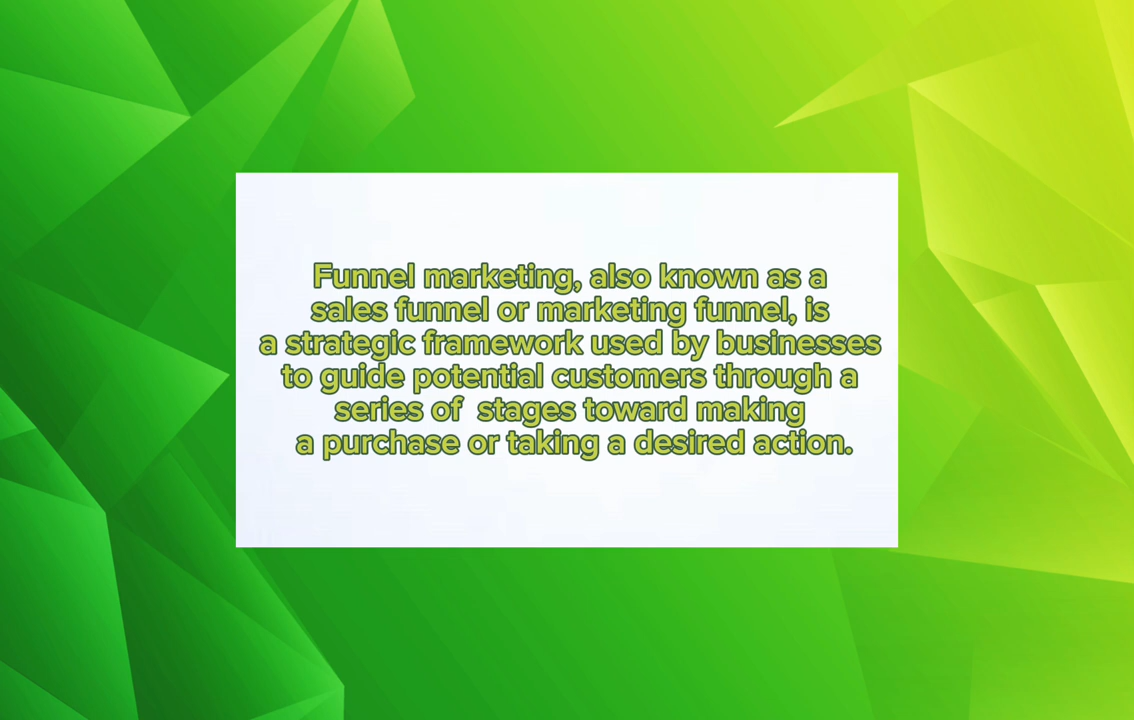 Funnel marketing, also known as a
sales funnel or marketing funnel, is
a strategic framework used by businesses
to guide potential customers through a
series of  stages toward making
a purchase or taking a desired action.